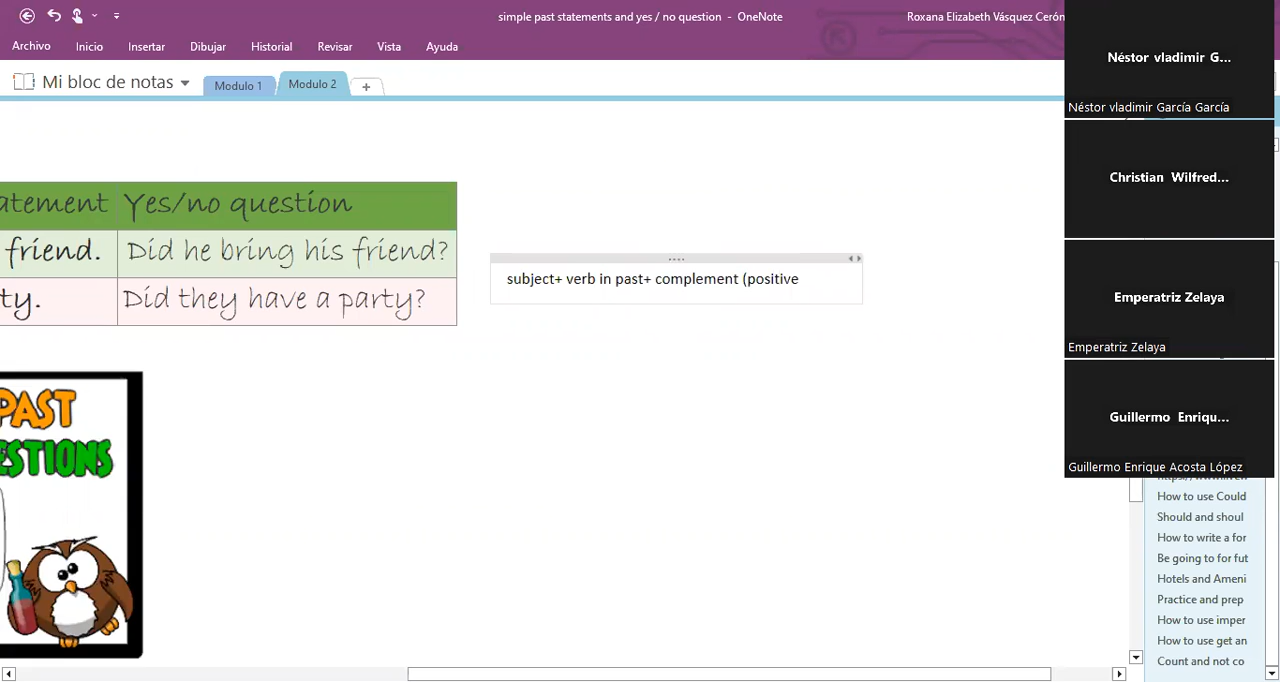 simple past statements and yes / no question - OneNote
Roxana Elizabeth Vásquez Cerón
Archivo Inicio Insertar Dibujar Historial Revisar Vista Ayuda
Mi bloc de notas
Modulo 1
Modulo 2
atement Yes/no question
friend. Did he bring his friend?
ty. Did they have a party?
subject+ verb in past+ complement (positive
PAST
ESTIONS
Néstor vladimir G...
Néstor vladimir García García
Christian Wilfred...
Emperatriz Zelaya
Emperatriz Zelaya
Guillermo Enriqu...
Guillermo Enrique Acosta López
How to use Could
Should and shoul
How to write a for
Be going to for fut
Hotels and Ameni
Practice and prep
How to use imper
How to use get an
Count and not co